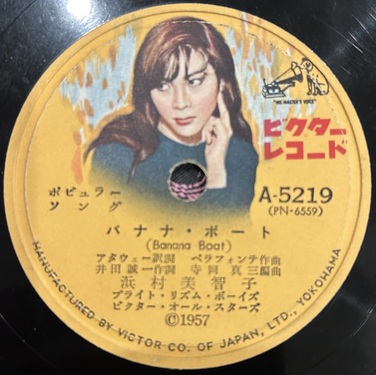 "HIS MASTER'S VOICE"
ビクター
レコード
ポピュラー
ソング
A-5219
(PN-6559)
バナナ・ボート
(Banana Boat)
アタウェー訳詞 ベラフォンテ作曲
井田誠一作詞 寺岡真三編曲
浜村美智子
ブライト・リズム・ボーイズ
ビクター・オール・スターズ
©1957
MANUFACTURED BY VICTOR CO. OF JAPAN, LTD., YOKOHAMA